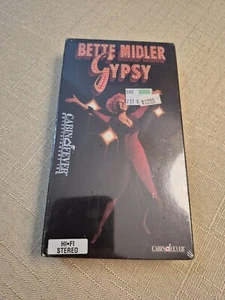 BETTE MIDLER
GYPSY
CABIN FEVER
HI-FI
STEREO
CABIN FEVER